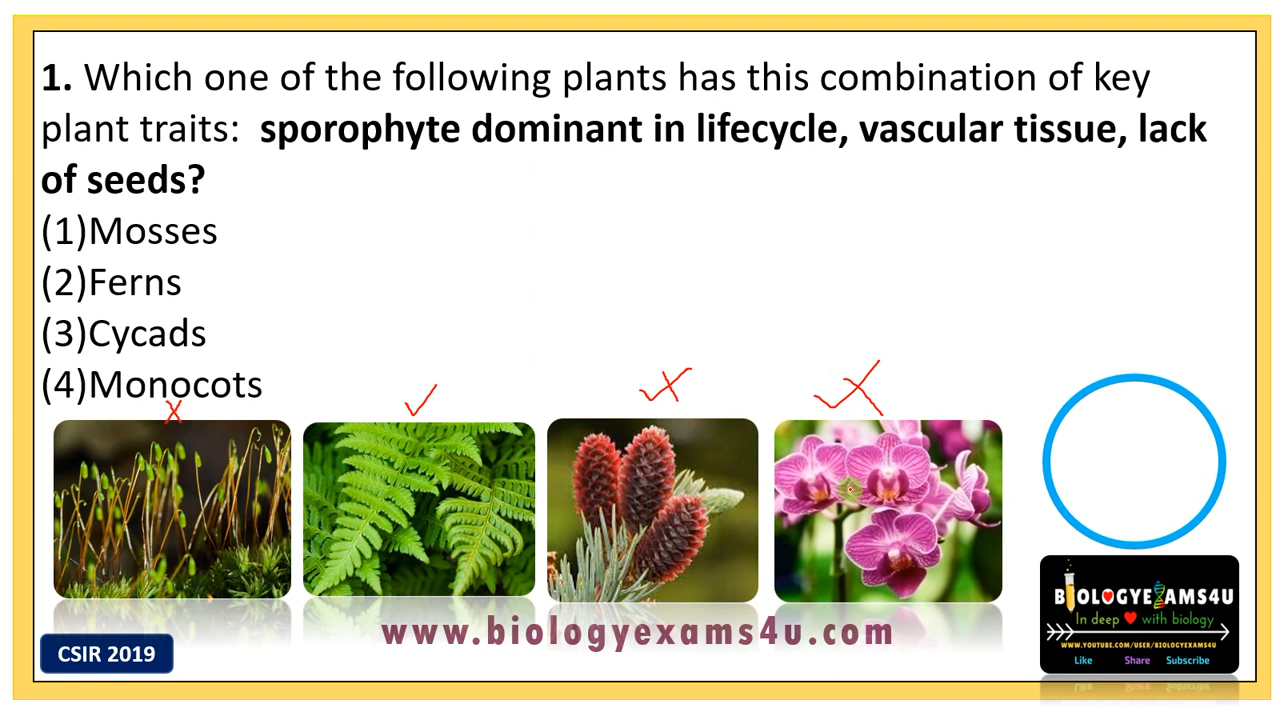 1. Which one of the following plants has this combination of key
plant traits: sporophyte dominant in lifecycle, vascular tissue, lack
of seeds?
(1)Mosses
(2)Ferns
(3)Cycads
(4)Monocots
www.biologyexams4u.com
CSIR 2019
BIOLOGYEXAMS4U
In deep ❤ with biology
WWW.YOUTUBE.COM/USER/BIOLOGYEXAMS4U
Like Share Subscribe